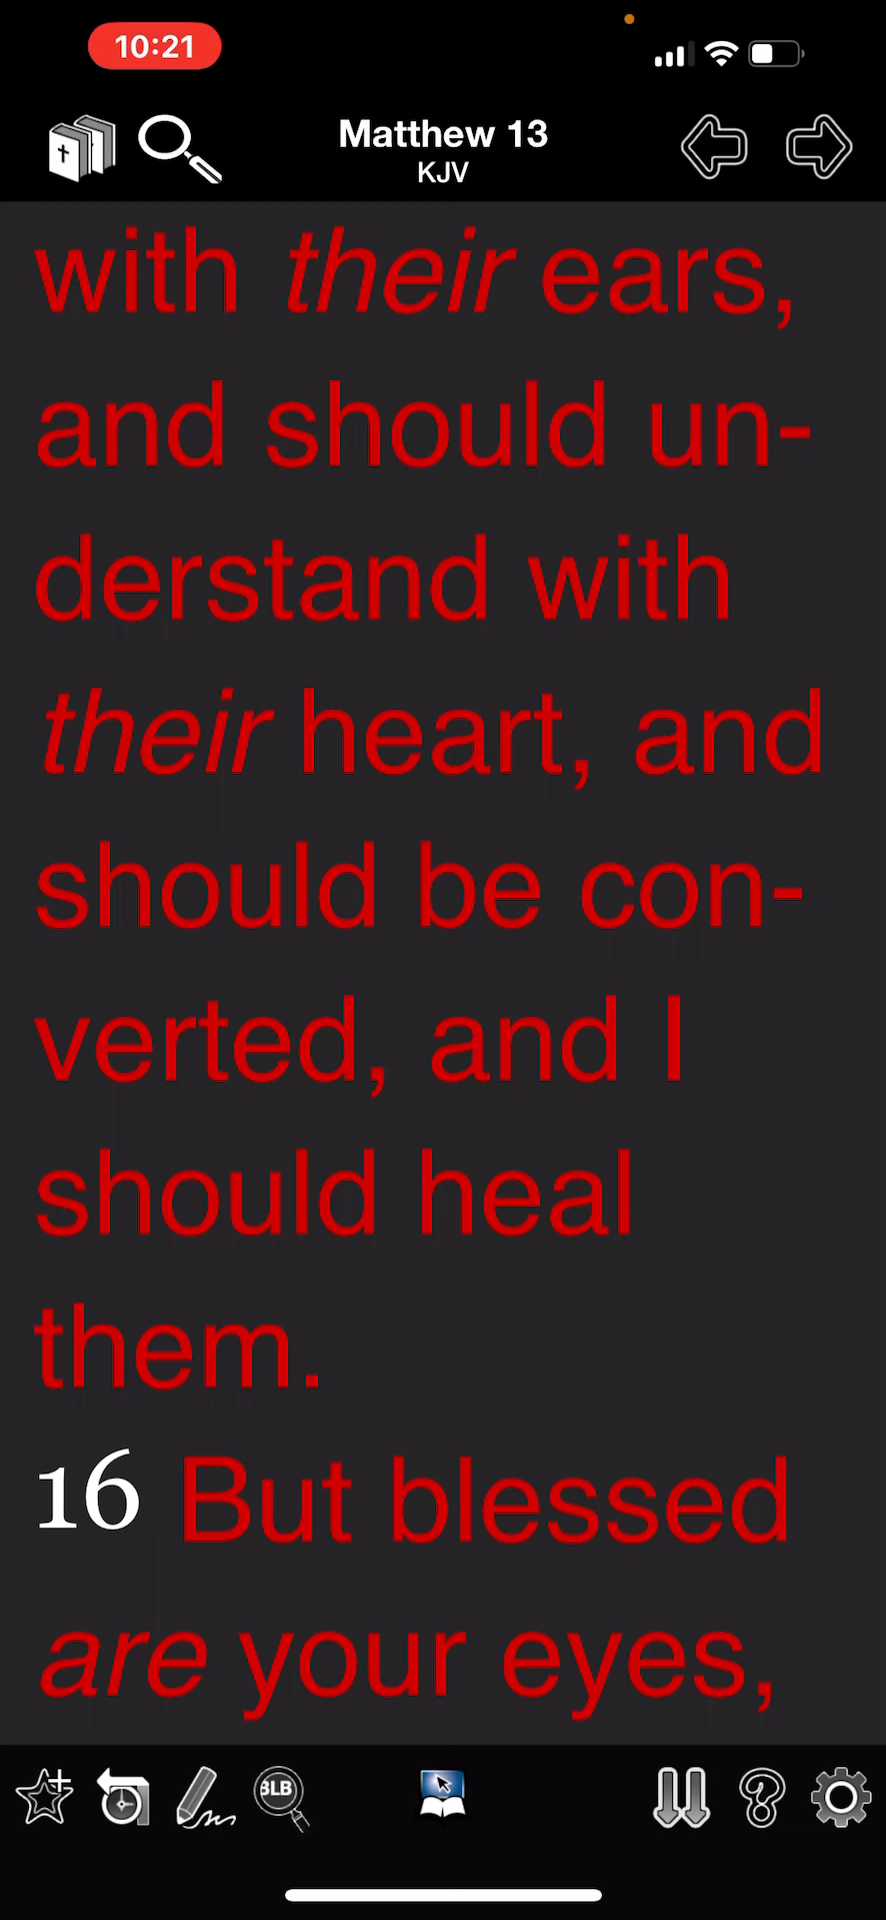 10:21
Matthew 13
KJV
with their ears,
and should un-
derstand with
their heart, and
should be con-
verted, and I
should heal
them.
16 But blessed
are your eyes,
BLB